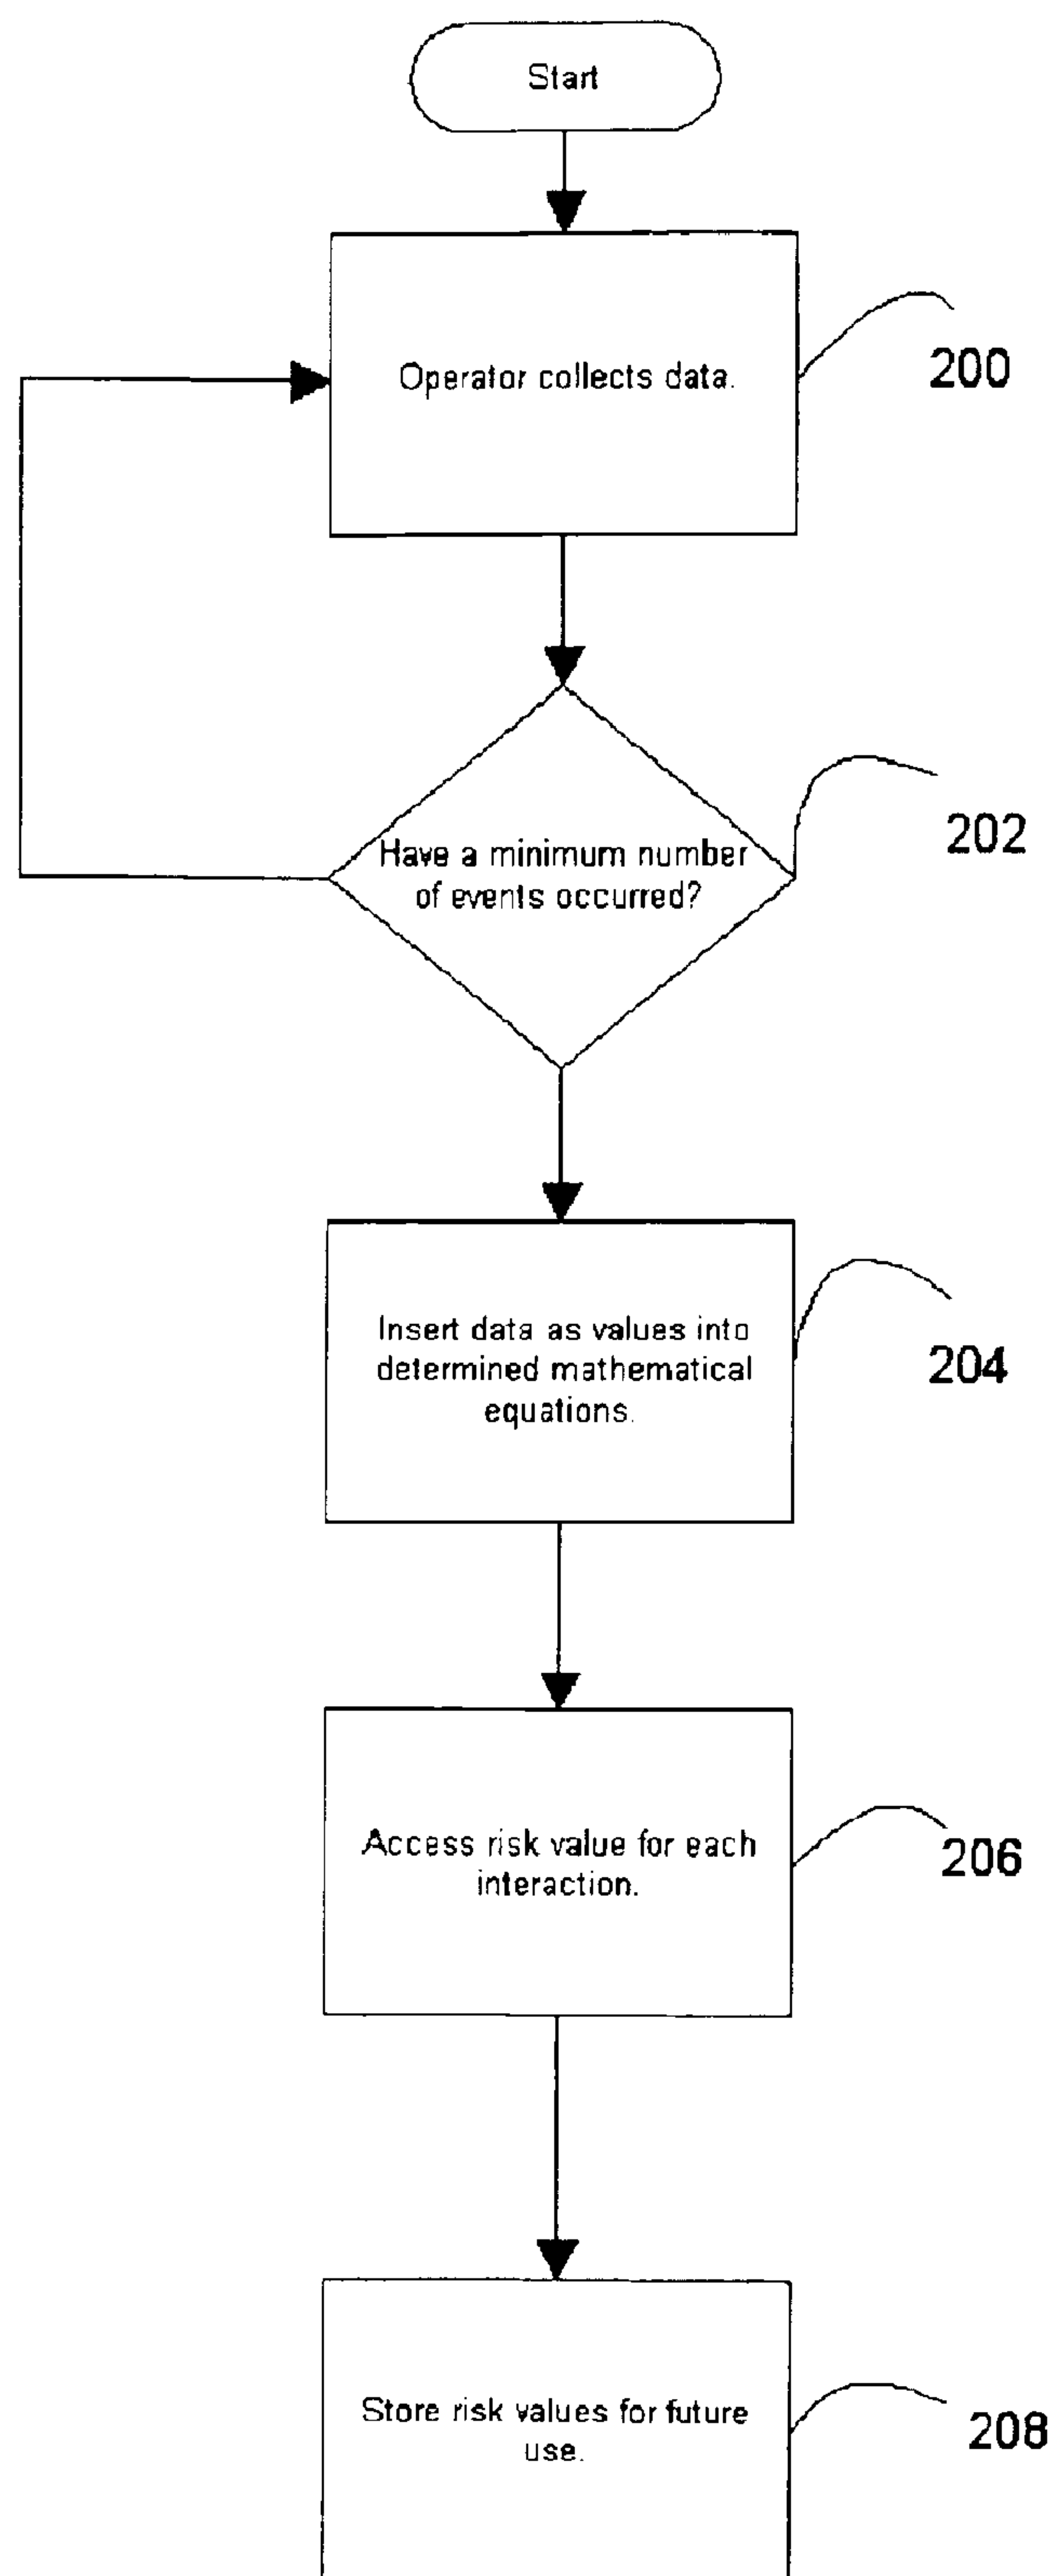 Start
Operator collects data.
200
Have a minimum number
of events occurred?
202
Insert data as values into
determined mathematical
equations.
204
Access risk value for each
interaction.
206
Store risk values for future
use.
208